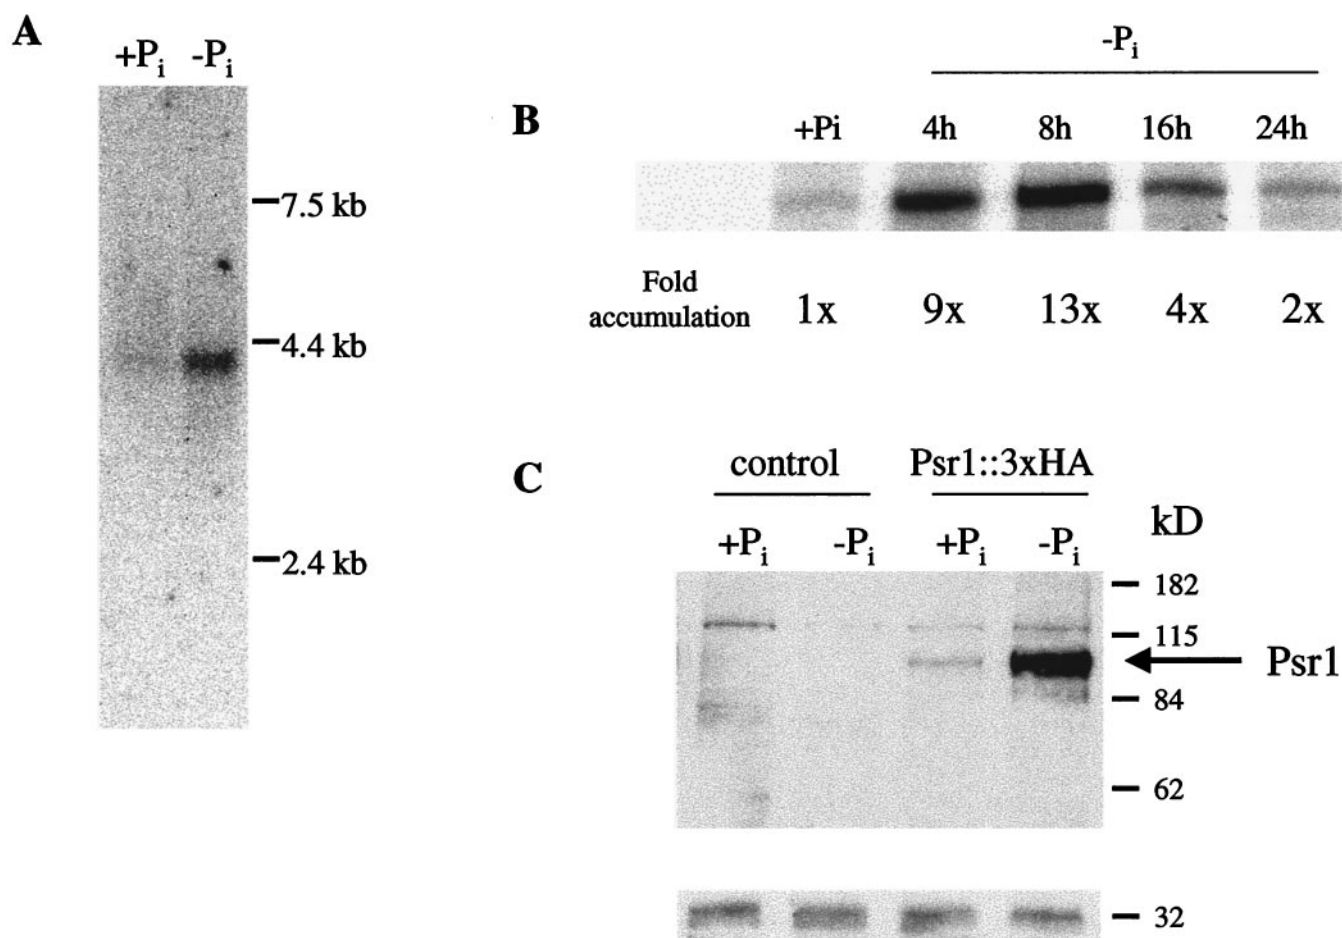 A
+Pi -Pi
7.5 kb
4.4 kb
2.4 kb
B
-Pi
+Pi 4h 8h 16h 24h
Fold
accumulation
1x 9x 13x 4x 2x
C
control Psr1::3xHA
+Pi -Pi +Pi -Pi
kD
182
115
Psr1
84
62
32